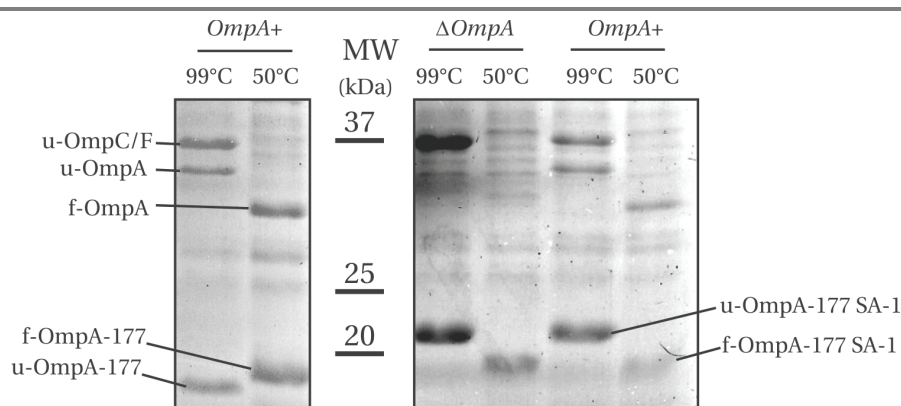 OmpA+ MW ΔOmpA OmpA+
99°C 50°C (kDa) 99°C 50°C 99°C 50°C
37
u-OmpC/F
u-OmpA
f-OmpA
25
u-OmpA-177 SA-1
20
f-OmpA-177
f-OmpA-177 SA-1
u-OmpA-177